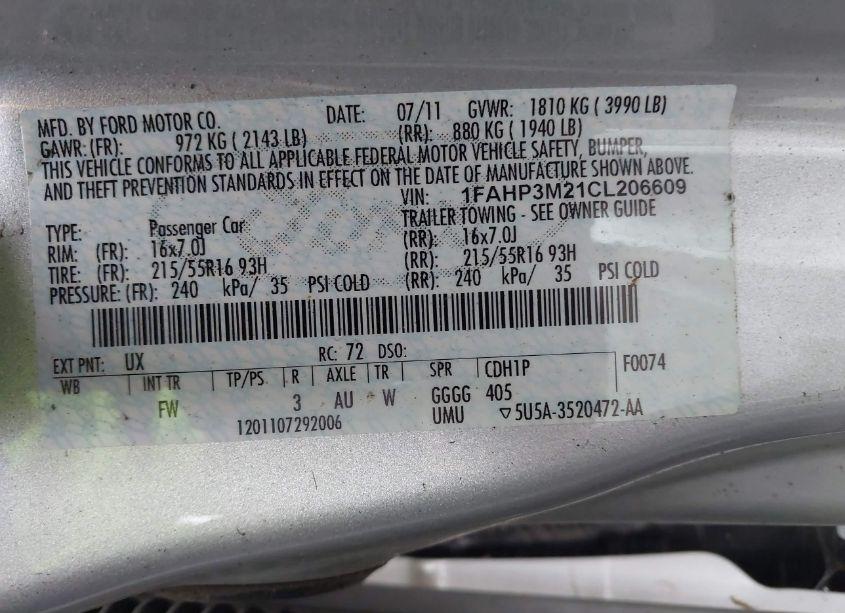 MFD. BY FORD MOTOR CO. DATE: 07/11 GVWR: 1810 KG ( 3990 LB)
GAWR: (FR): 972 KG ( 2143 LB) (RR): 880 KG ( 1940 LB)
THIS VEHICLE CONFORMS TO ALL APPLICABLE FEDERAL MOTOR VEHICLE SAFETY, BUMPER,
AND THEFT PREVENTION STANDARDS IN EFFECT ON THE DATE OF MANUFACTURE SHOWN ABOVE.
VIN: 1FAHP3M21CL206609
TYPE: Passenger Car TRAILER TOWING - SEE OWNER GUIDE
RIM: (FR): 16x7.0J (RR): 16x7.0J
TIRE: (FR): 215/55R16 93H (RR): 215/55R16 93H
PRESSURE: (FR): 240 kPa/ 35 PSI COLD (RR): 240 kPa/ 35 PSI COLD
EXT PNT: UX RC: 72 DSO:
WB INT TR TP/PS R AXLE TR SPR CDH1P F0074
FW 3 AU W GGGG 405
1201107292006 UMU ▽5U5A-3520472-AA